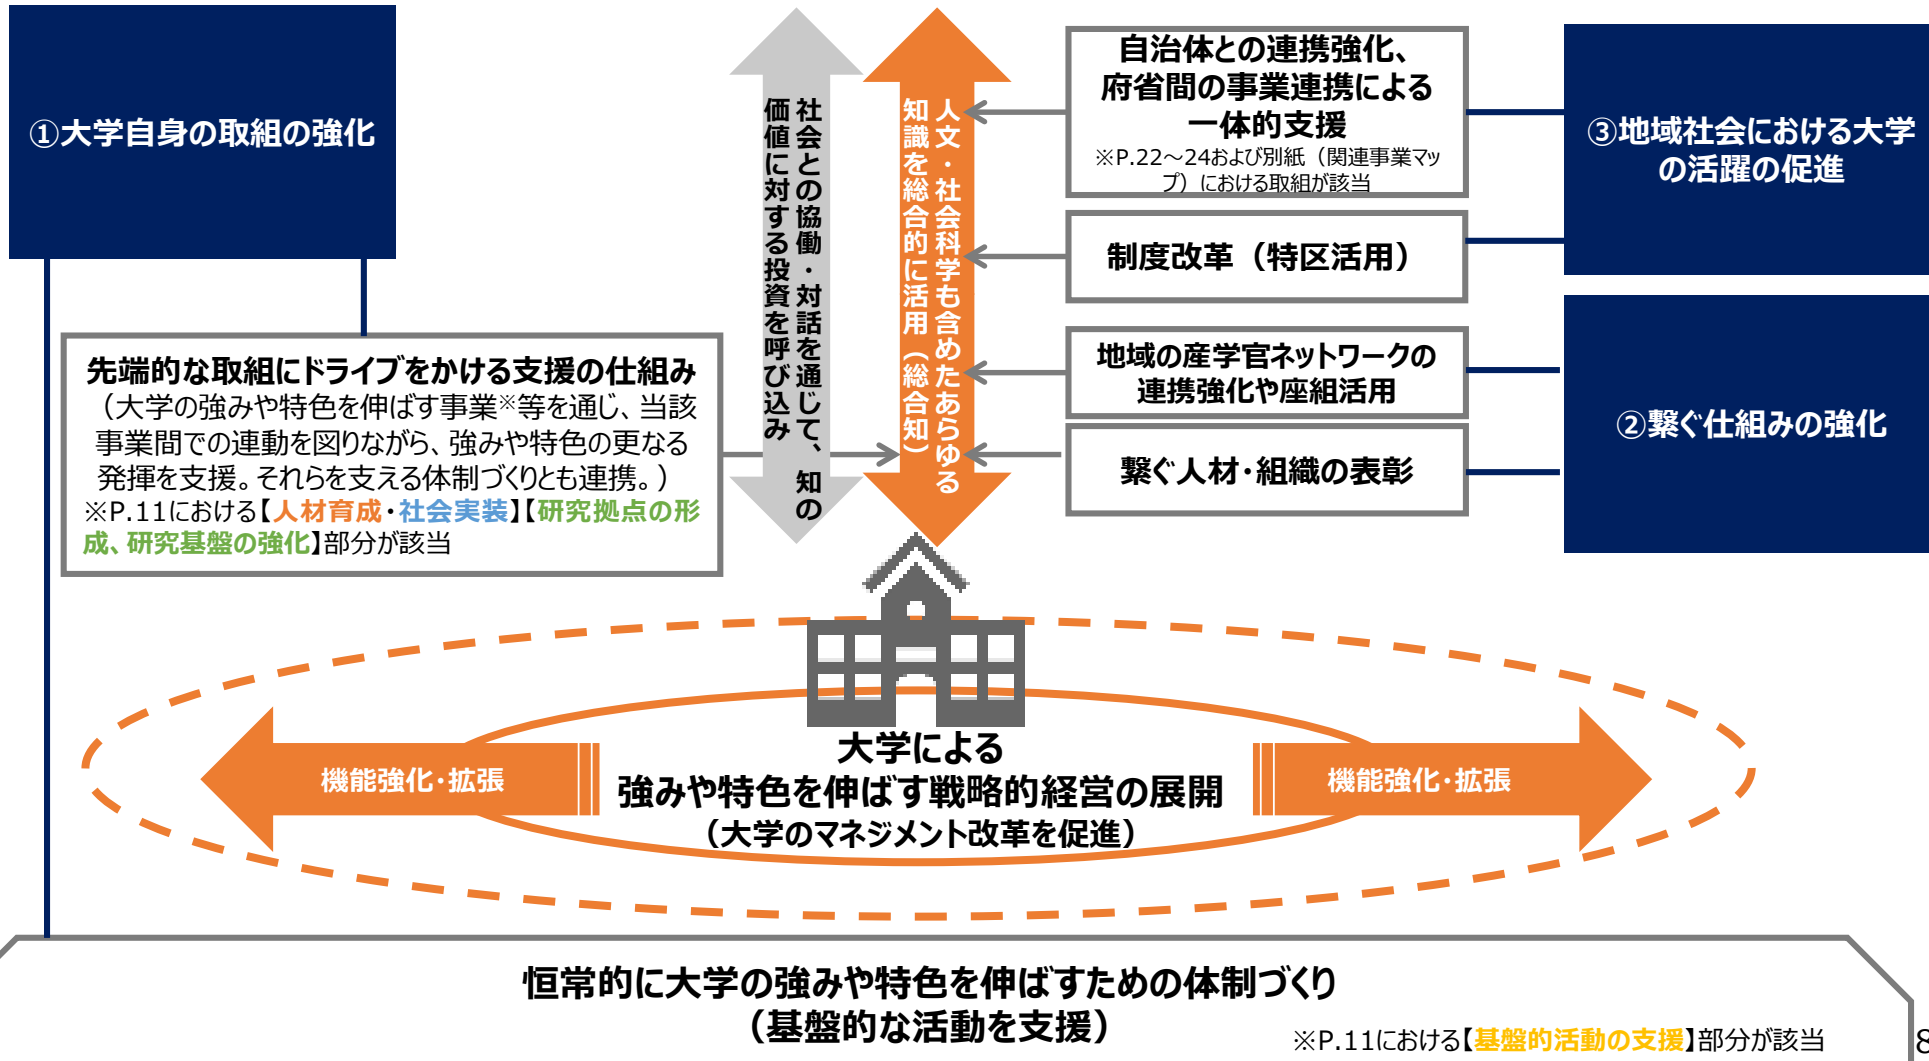 ①大学自身の取組の強化
先端的な取組にドライブをかける支援の仕組み
（大学の強みや特色を伸ばす事業※等を通じ、当該
事業間での連動を図りながら、強みや特色の更なる
発揮を支援。それらを支える体制づくりとも連携。）
※P.11における【人材育成・社会実装】【研究拠点の形
成、研究基盤の強化】部分が該当
社会との協働・対話を通じて、知の
価値に対する投資を呼び込み
人文・社会科学も含めたあらゆる
知識を総合的に活用（総合知）
自治体との連携強化、
府省間の事業連携による
一体的支援
※P.22～24および別紙（関連事業マッ
プ）における取組が該当
制度改革（特区活用）
地域の産学官ネットワークの
連携強化や座組活用
繋ぐ人材・組織の表彰
③地域社会における大学
の活躍の促進
②繋ぐ仕組みの強化
機能強化・拡張
大学による
強みや特色を伸ばす戦略的経営の展開
（大学のマネジメント改革を促進）
機能強化・拡張
恒常的に大学の強みや特色を伸ばすための体制づくり
（基盤的な活動を支援）
※P.11における【基盤的活動の支援】部分が該当
8